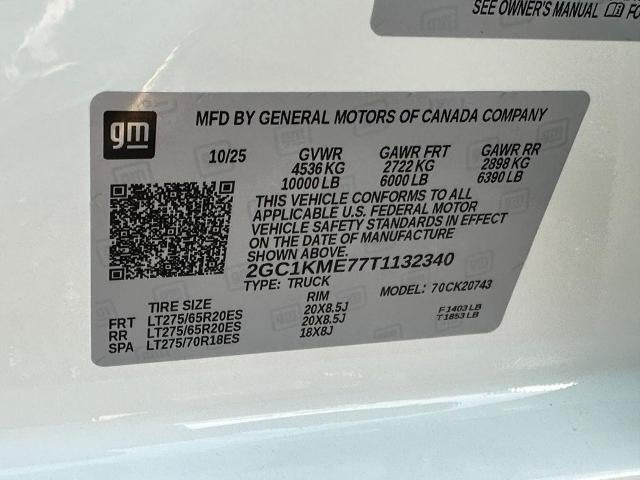 SEE OWNER'S MANUAL
gm
MFD BY GENERAL MOTORS OF CANADA COMPANY
10/25 GVWR GAWR FRT GAWR RR
4536 KG 2722 KG 2898 KG
10000 LB 6000 LB 6390 LB
THIS VEHICLE CONFORMS TO ALL
APPLICABLE U.S. FEDERAL MOTOR
VEHICLE SAFETY STANDARDS IN EFFECT
ON THE DATE OF MANUFACTURE
SHOWN ABOVE.
2GC1KME77T1132340
TYPE: TRUCK MODEL: 70CK20743
TIRE SIZE RIM
FRT LT275/65R20ES 20X8.5J F1403 LB
RR LT275/65R20ES 20X8.5J T1853 LB
SPA LT275/70R18ES 18X8J